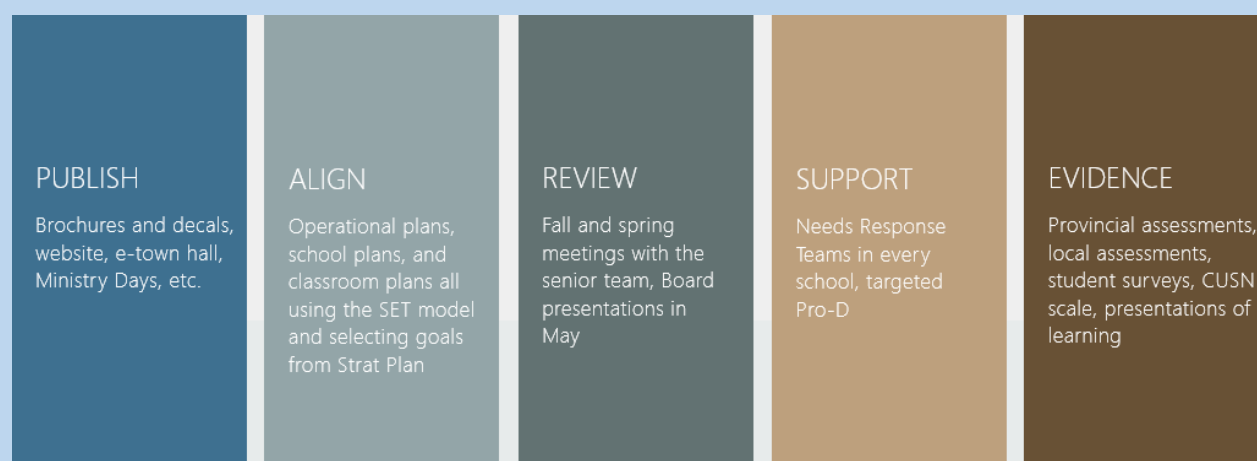 PUBLISH
Brochures and decals,
website, e-town hall,
Ministry Days, etc.
ALIGN
Operational plans,
school plans, and
classroom plans all
using the SET model
and selecting goals
from Strat Plan
REVIEW
Fall and spring
meetings with the
senior team, Board
presentations in
May
SUPPORT
Needs Response
Teams in every
school, targeted
Pro-D
EVIDENCE
Provincial assessments,
local assessments,
student surveys, CUSN
scale, presentations of
learning